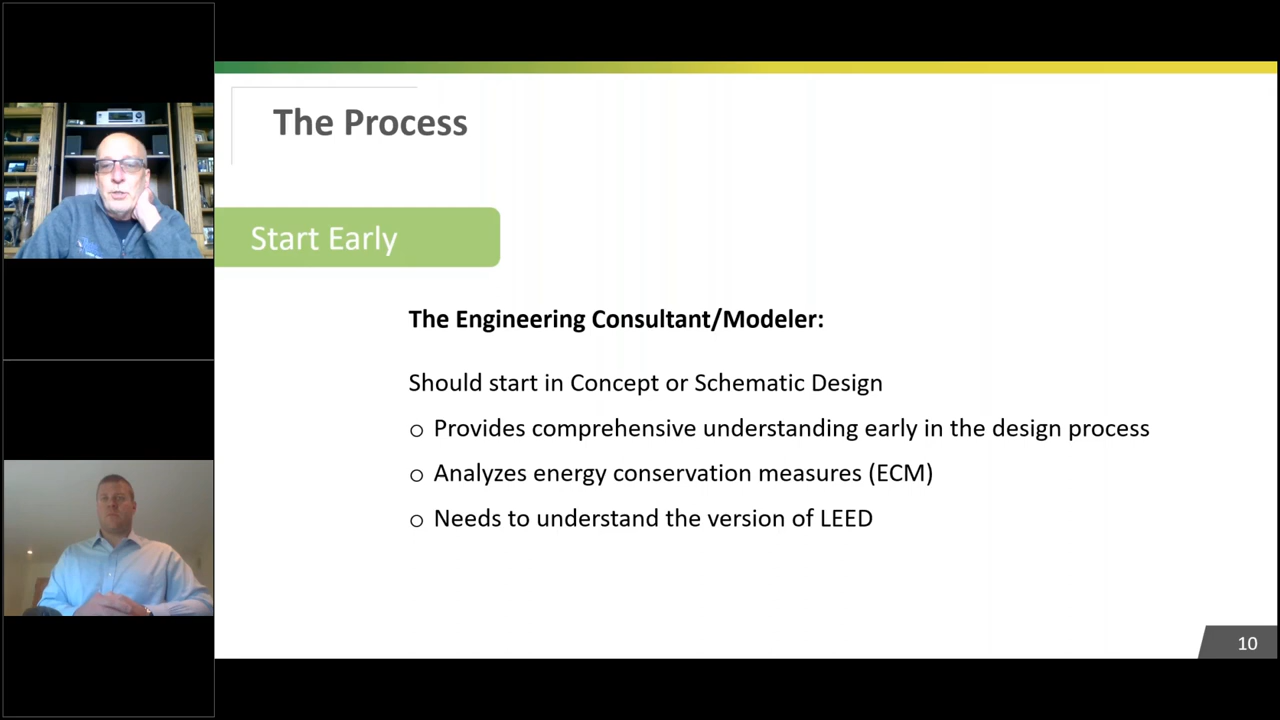 The Process
Start Early
The Engineering Consultant/Modeler:
Should start in Concept or Schematic Design
o Provides comprehensive understanding early in the design process
o Analyzes energy conservation measures (ECM)
o Needs to understand the version of LEED
10